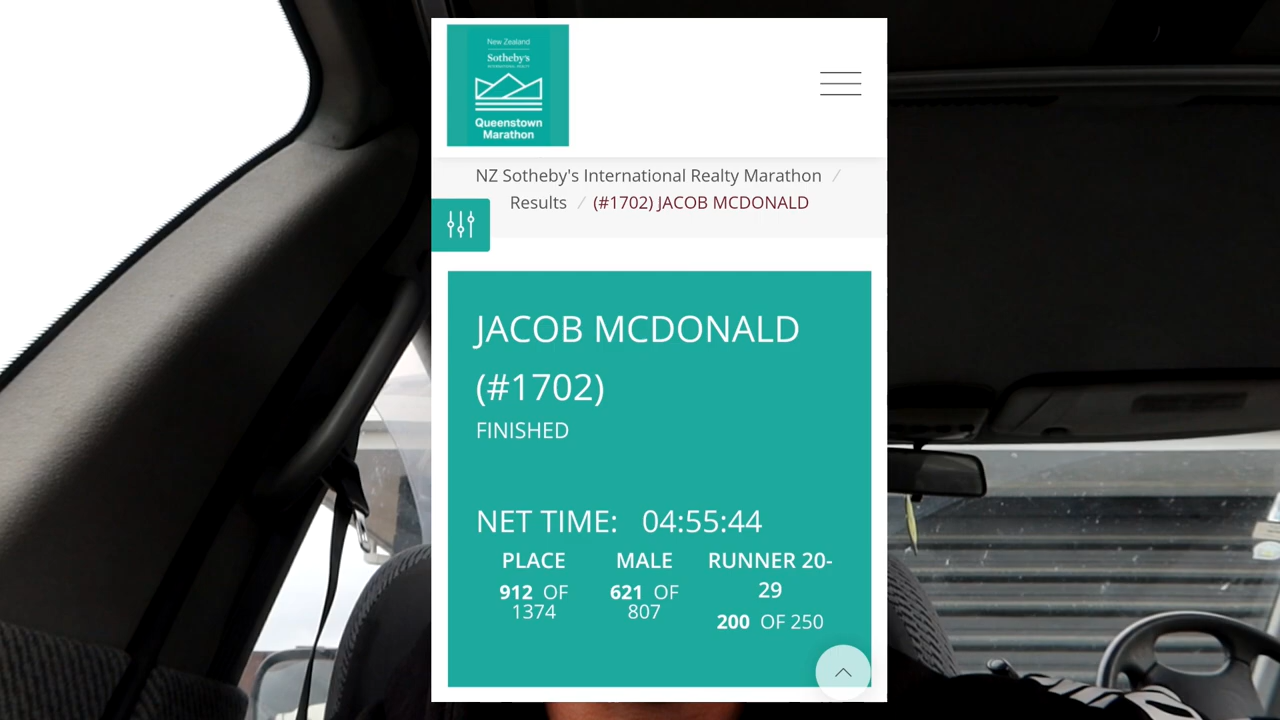 New Zealand
Sotheby's
INTERNATIONAL REALTY
Queenstown
Marathon
NZ Sotheby's International Realty Marathon /
Results / (#1702) JACOB MCDONALD
JACOB MCDONALD
(#1702)
FINISHED
NET TIME: 04:55:44
PLACE MALE RUNNER 20-
29
912 OF 621 OF
1374 807
200 OF 250